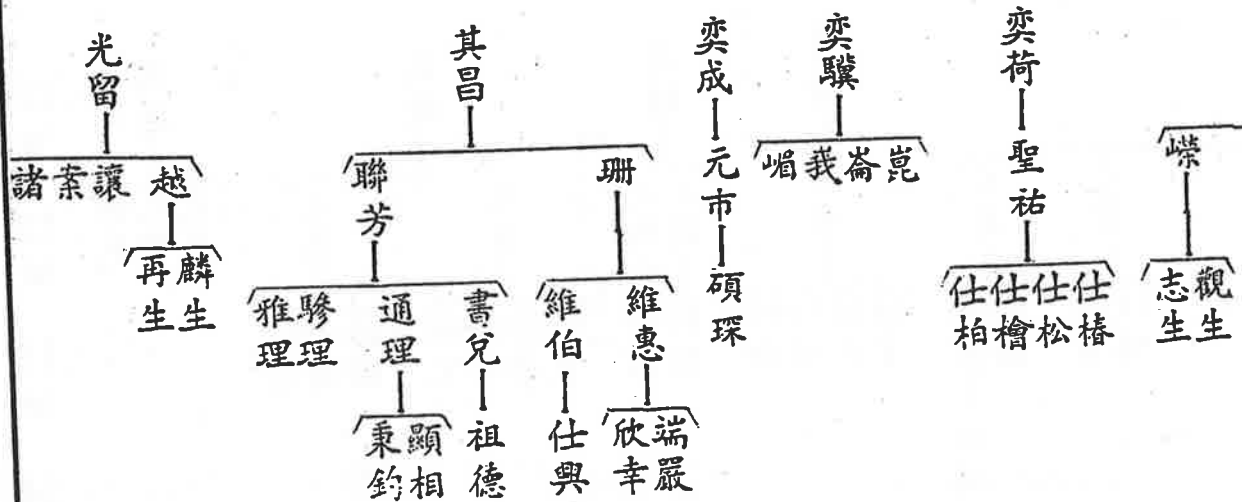 嶸
觀生
志生
奕荷
聖祐
仕椿
仕松
仕檜
仕柏
奕驥
崑
崙
我
嵋
奕成
元市
碩琛
其昌
珊
維惠
端嚴
欣幸
維伯
仕興
聯芳
書兌
祖德
通理
顯相
秉鈞
驂理
雅理
光留
越
麟生
再生
讓
諸